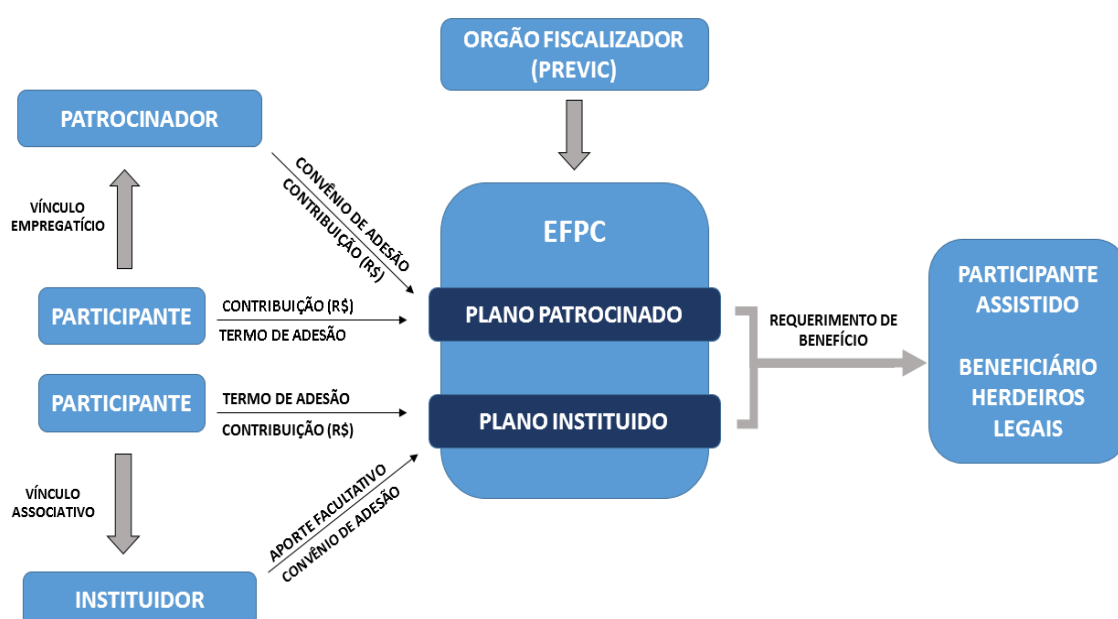 ORGÃO FISCALIZADOR
(PREVIC)
PATROCINADOR
CONVÊNIO DE ADESÃO
CONTRIBUIÇÃO (R$)
VÍNCULO
EMPREGATÍCIO
EFPC
PARTICIPANTE
CONTRIBUIÇÃO (R$)
TERMO DE ADESÃO
PLANO PATROCINADO
REQUERIMENTO DE
BENEFÍCIO
PARTICIPANTE
ASSISTIDO
BENEFICIÁRIO
HERDEIROS
LEGAIS
PARTICIPANTE
TERMO DE ADESÃO
CONTRIBUIÇÃO (R$)
PLANO INSTITUIDO
VÍNCULO
ASSOCIATIVO
APORTE FACULTATIVO
CONVÊNIO DE ADESÃO
INSTITUIDOR